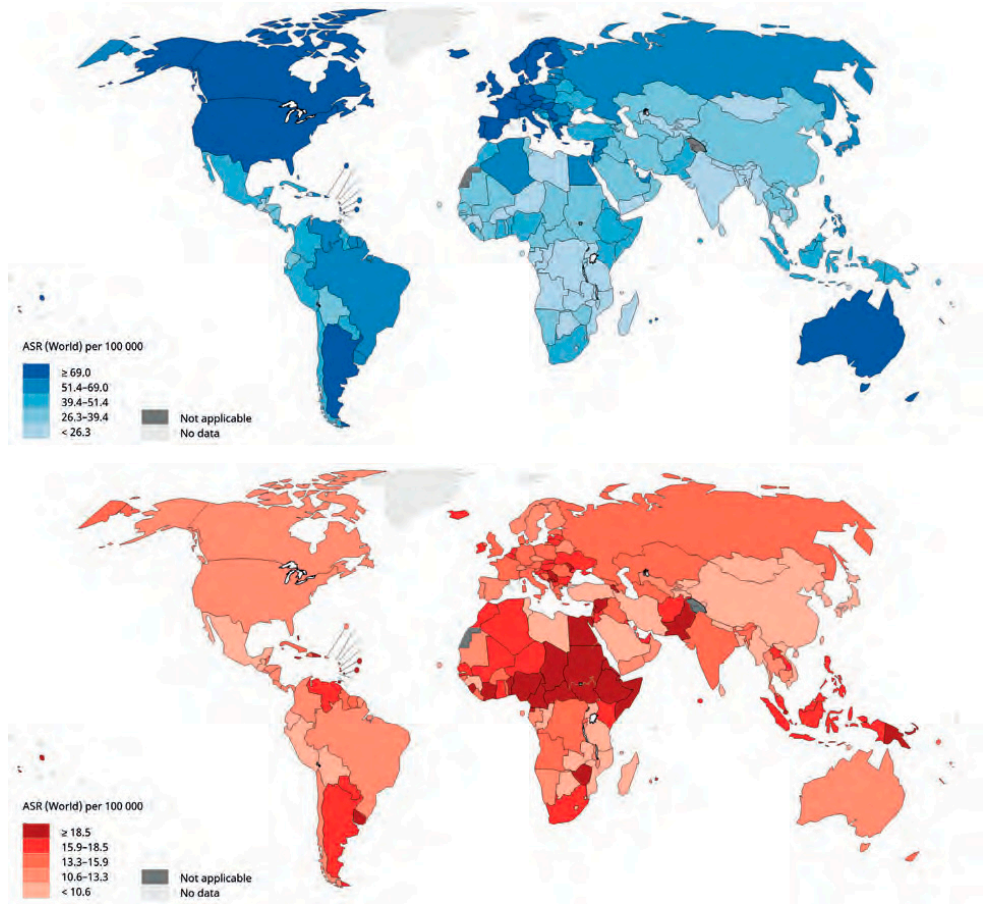 ASR (World) per 100 000
≥ 69.0
51.4–69.0
39.4–51.4
26.3–39.4
< 26.3
Not applicable
No data
ASR (World) per 100 000
≥ 18.5
15.9–18.5
13.3–15.9
10.6–13.3
< 10.6
Not applicable
No data